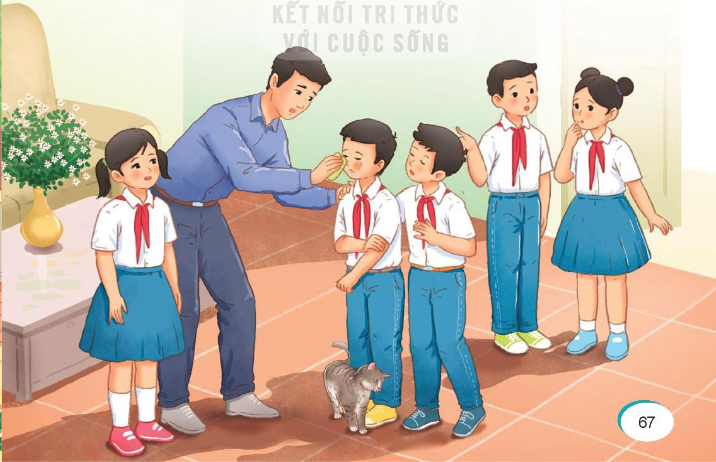 KẾT NỐI TRI THỨC
VỚI CUỘC SỐNG
67